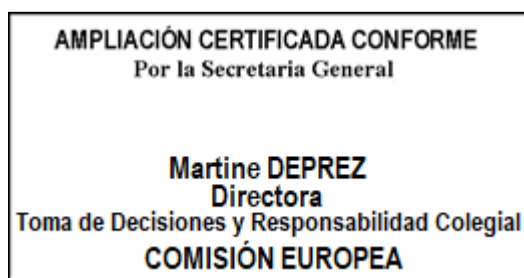 AMPLIACIÓN CERTIFICADA CONFORME
Por la Secretaria General
Martine DEPREZ
Directora
Toma de Decisiones y Responsabilidad Colegial
COMISIÓN EUROPEA